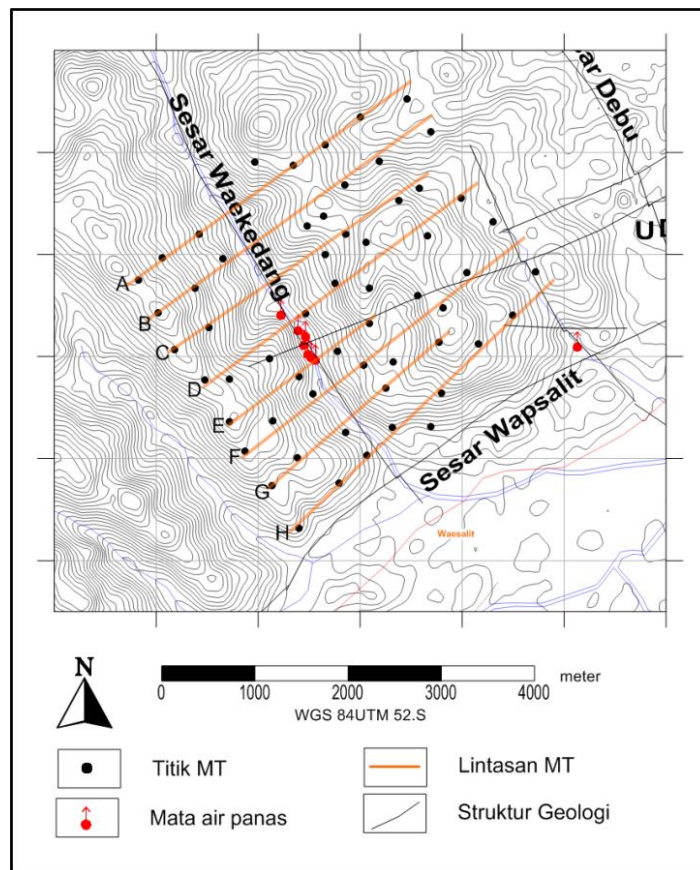 Sesar Waekedang
ar Debu
U
A
B
C
D
E
F
G
H
Sesar Wapsalit
Waesalit
N
0 1000 2000 3000 4000 meter
WGS 84UTM 52.S
Titik MT
Lintasan MT
Mata air panas
Struktur Geologi